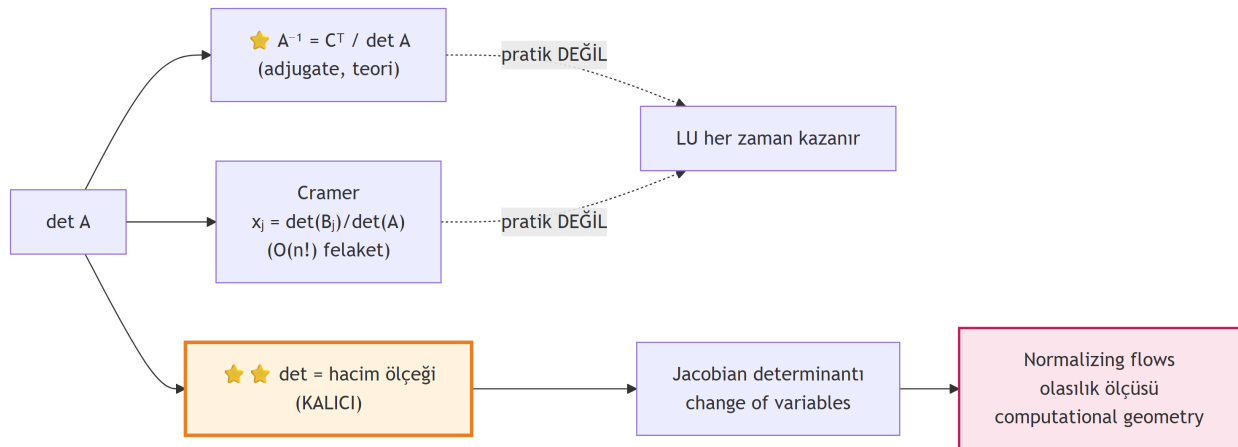 det A
⭐ A⁻¹ = Cᵀ / det A
(adjugate, teori)
pratik DEĞİL
Cramer
xⱼ = det(Bⱼ)/det(A)
(O(n!) felaket)
pratik DEĞİL
LU her zaman kazanır
⭐ ⭐ det = hacim ölçeği
(KALICI)
Jacobian determinantı
change of variables
Normalizing flows
olasılık ölçüsü
computational geometry